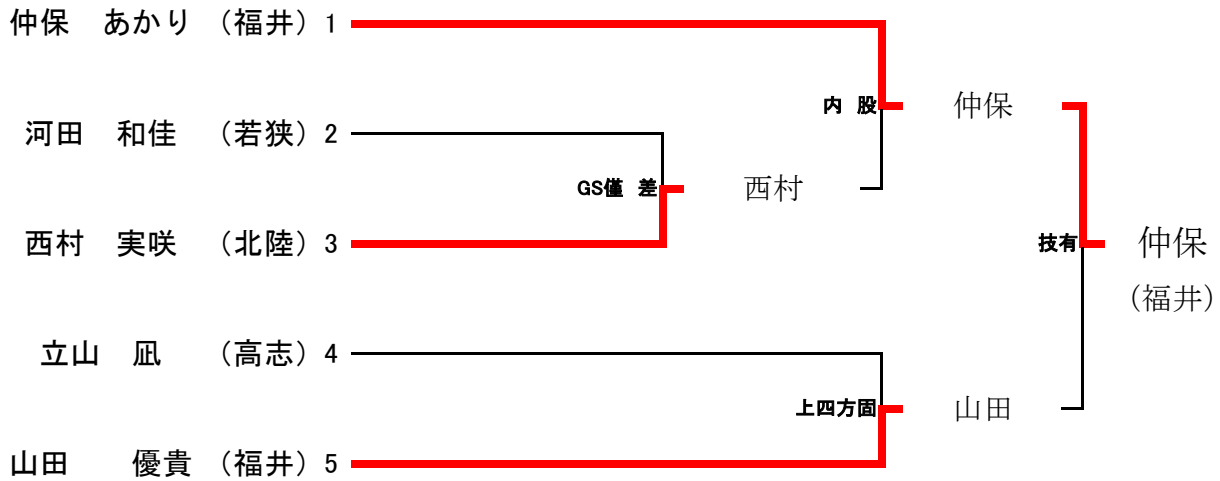 仲保　あかり　（福井） 1
内 股
仲保
河田　和佳　（若狭） 2
GS僅 差
西村
西村　実咲　（北陸） 3
技有
仲保
（福井）
立山　凪　（高志） 4
上四方固
山田
山田　優貴　（福井） 5